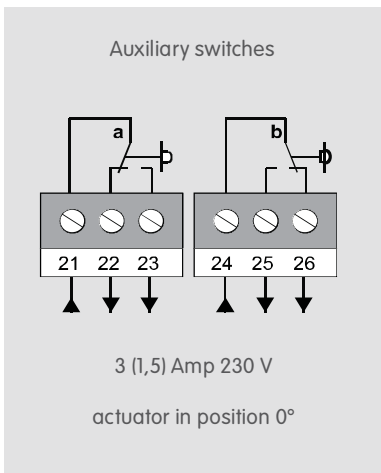 Auxiliary switches
a b
21 22 23 24 25 26
3 (1,5) Amp 230 V
actuator in position 0°